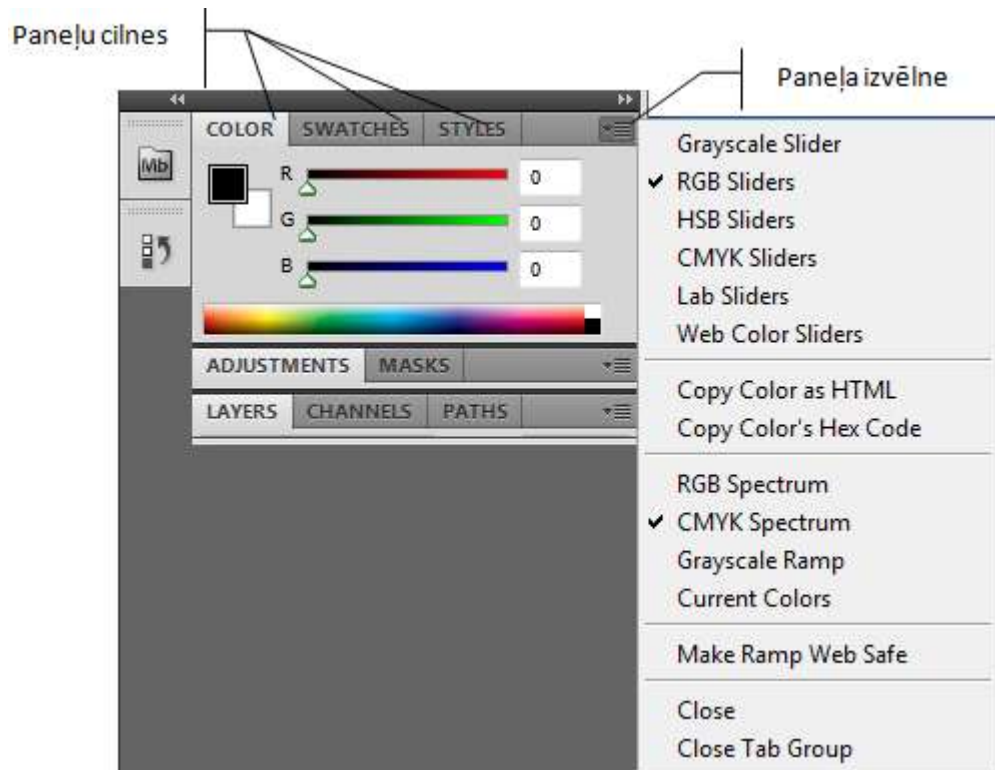 Paneļu cilnes
Paneļa izvēlne
COLOR SWATCHES STYLES
Mb
R 0
G 0
B 0
ADJUSTMENTS MASKS
LAYERS CHANNELS PATHS
Grayscale Slider
RGB Sliders
HSB Sliders
CMYK Sliders
Lab Sliders
Web Color Sliders
Copy Color as HTML
Copy Color's Hex Code
RGB Spectrum
CMYK Spectrum
Grayscale Ramp
Current Colors
Make Ramp Web Safe
Close
Close Tab Group